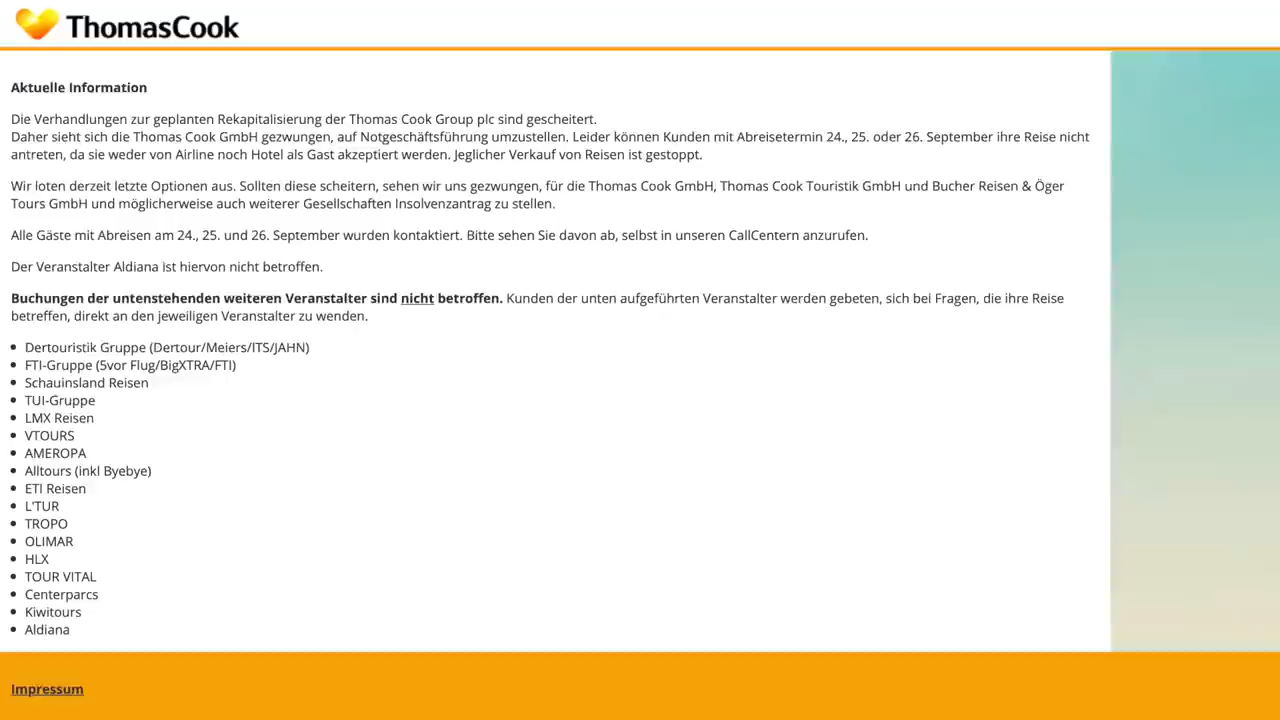 ThomasCook
Aktuelle Information
Die Verhandlungen zur geplanten Rekapitalisierung der Thomas Cook Group plc sind gescheitert.
Daher sieht sich die Thomas Cook GmbH gezwungen, auf Notgeschäftsführung umzustellen. Leider können Kunden mit Abreisetermin 24., 25. oder 26. September ihre Reise nicht
antreten, da sie weder von Airline noch Hotel als Gast akzeptiert werden. Jeglicher Verkauf von Reisen ist gestoppt.
Wir loten derzeit letzte Optionen aus. Sollten diese scheitern, sehen wir uns gezwungen, für die Thomas Cook GmbH, Thomas Cook Touristik GmbH und Bucher Reisen & Öger
Tours GmbH und möglicherweise auch weiterer Gesellschaften Insolvenzantrag zu stellen.
Alle Gäste mit Abreisen am 24., 25. und 26. September wurden kontaktiert. Bitte sehen Sie davon ab, selbst in unseren CallCentern anzurufen.
Der Veranstalter Aldiana ist hiervon nicht betroffen.
Buchungen der untenstehenden weiteren Veranstalter sind nicht betroffen. Kunden der unten aufgeführten Veranstalter werden gebeten, sich bei Fragen, die ihre Reise
betreffen, direkt an den jeweiligen Veranstalter zu wenden.
• Dertouristik Gruppe (Dertour/Meiers/ITS/JAHN)
• FTI-Gruppe (5vor Flug/BigXTRA/FTI)
• Schauinsland Reisen
• TUI-Gruppe
• LMX Reisen
• VTOURS
• AMEROPA
• Alltours (inkl Byebye)
• ETI Reisen
• L'TUR
• TROPO
• OLIMAR
• HLX
• TOUR VITAL
• Centerparcs
• Kiwitours
• Aldiana
Impressum